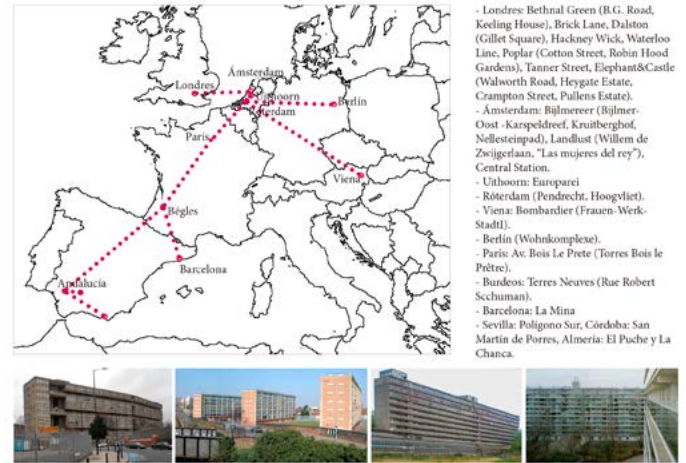 Londres
Ámsterdam
Uithoorn
Róterdam
Berlín
París
Viena
Bégles
Barcelona
Andalucía
- Londres: Bethnal Green (B.G. Road,
Keeling House), Brick Lane, Dalston
(Gillet Square), Hackney Wick, Waterloo
Line, Poplar (Cotton Street, Robin Hood
Gardens), Tanner Street, Elephant&Castle
(Walworth Road, Heygate Estate,
Crampton Street, Pullens Estate).
- Ámsterdam: Bijlmereer (Bijlmer-
Oost -Karspeldreef, Kruitberghof,
Nellesteinpad), Landlust (Willem de
Zwijgerlaan, “Las mujeres del rey”),
Central Station.
- Uithoorn: Europarei
- Róterdam (Pendrecht, Hoogvliet).
- Viena: Bombardier (Frauen-Werk-
Stadtl).
- Berlín (Wohnkomplexe).
- Paris: Av. Bois Le Prete (Torres Bois le
Prêtre).
- Burdeos: Terres Neuves (Rue Robert
Scchuman).
- Barcelona: La Mina
- Sevilla: Polígono Sur, Córdoba: San
Martín de Porres, Almería: El Puche y La
Chanca.